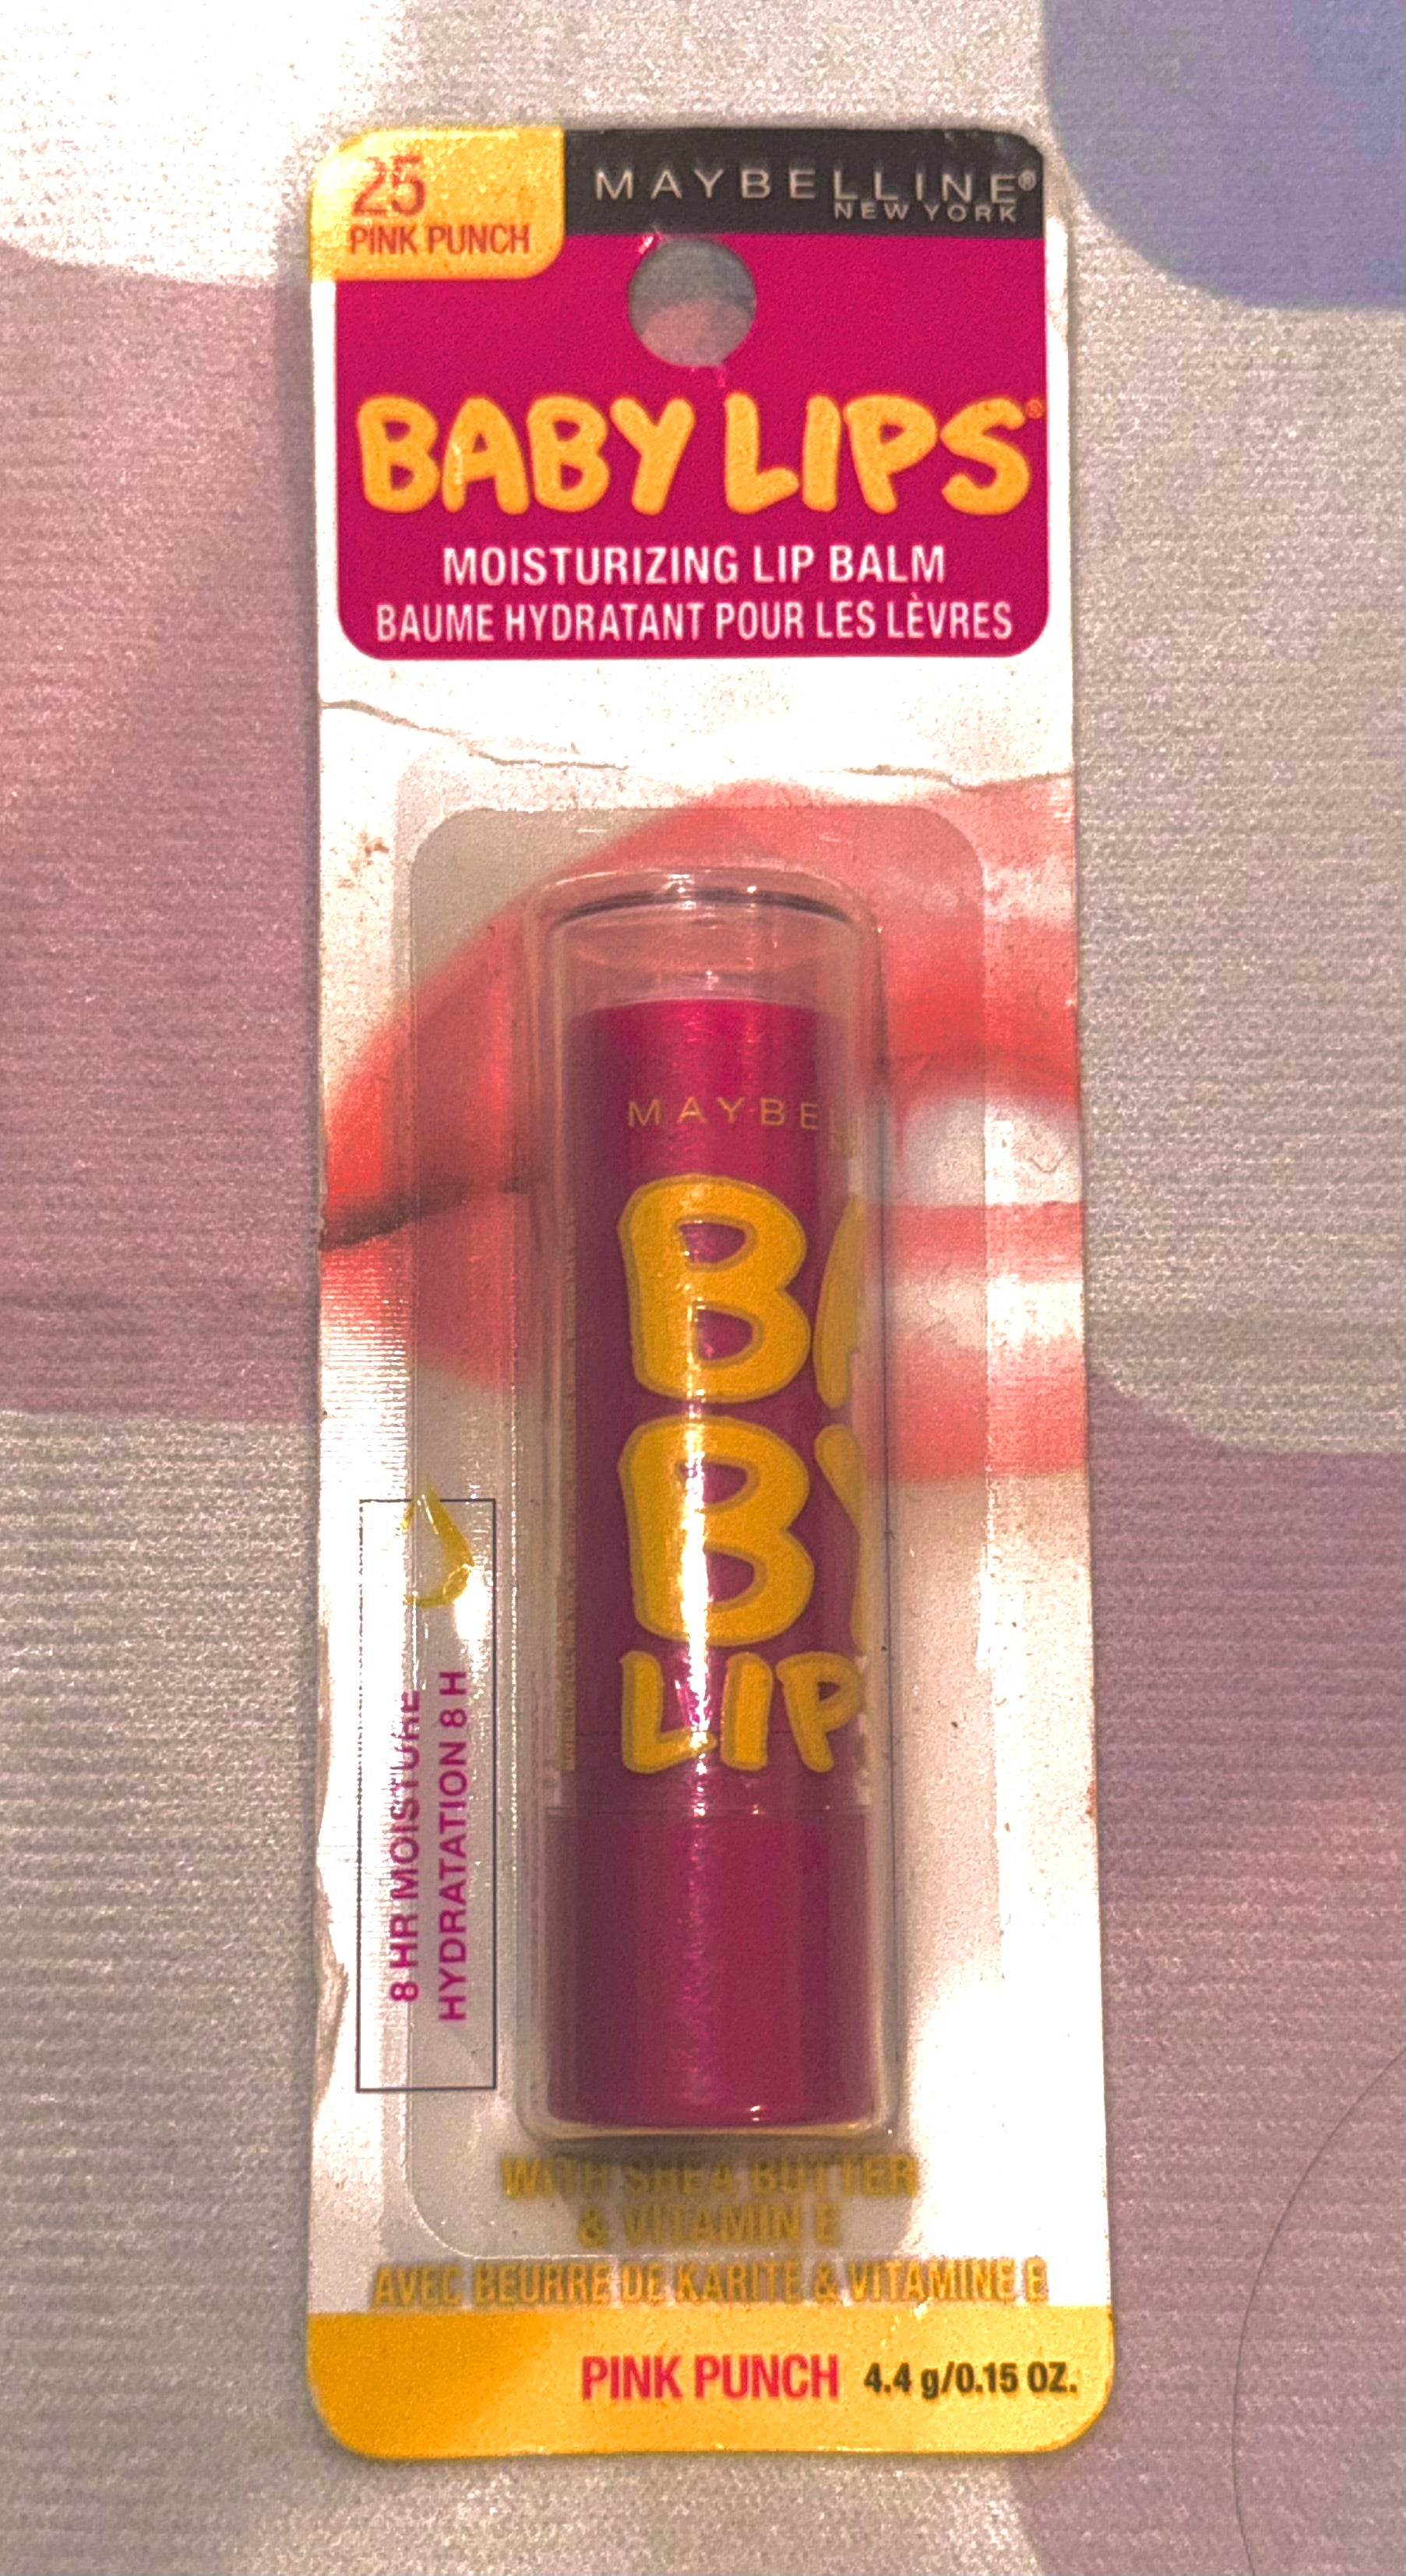 25
PINK PUNCH
MAYBELLINE®
NEW YORK
BABY LIPS®
MOISTURIZING LIP BALM
BAUME HYDRATANT POUR LES LÈVRES
MAYBEL
BA
BY
LIP
8 HR MOISTURE
HYDRATATION 8 H
WITH SHEA BUTTER
& VITAMIN E
AVEC BEURRE DE KARITÉ & VITAMINE E
PINK PUNCH 4.4 g/0.15 OZ.